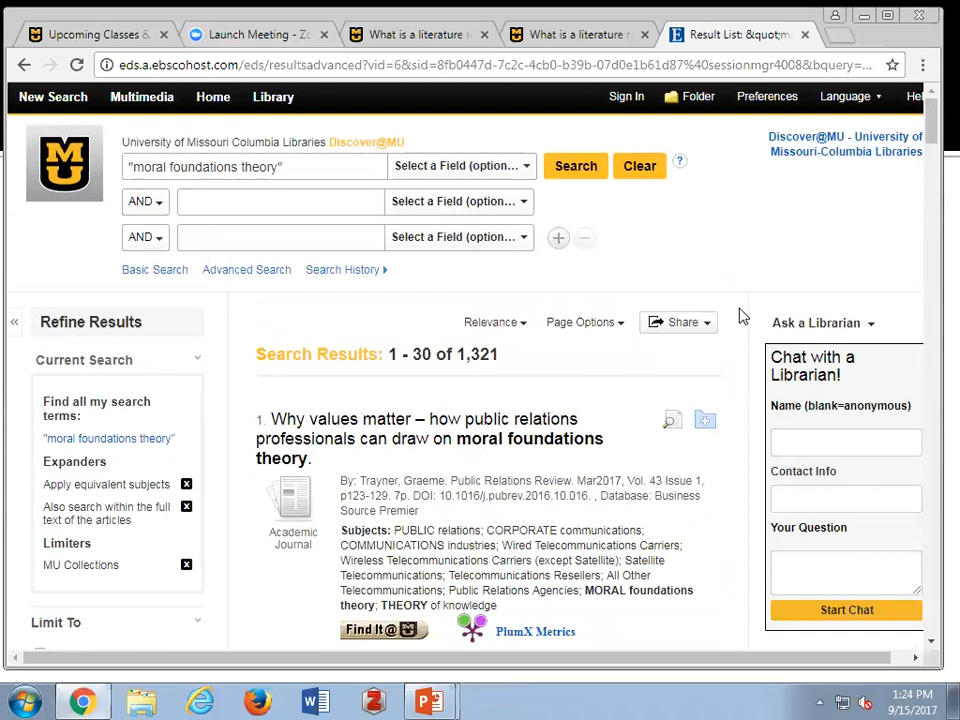 Upcoming Classes &
Launch Meeting - Zo
What is a literature r
What is a literature r
Result List: &quot;m
eds.a.ebscohost.com/eds/resultsadvanced?vid=6&sid=8fb0447d-7c2c-4cb0-b39b-07d0e1b61d87%40sessionmgr4008&bquery=...
New Search Multimedia Home Library Sign In Folder Preferences Language Hel
University of Missouri Columbia Libraries Discover@MU
Discover@MU - University of
Missouri-Columbia Libraries
"moral foundations theory" Select a Field (option... Search Clear ?
AND Select a Field (option...
AND Select a Field (option...
Basic Search Advanced Search Search History
Refine Results
Current Search
Find all my search
terms:
"moral foundations theory"
Expanders
Apply equivalent subjects
Also search within the full
text of the articles
Limiters
MU Collections
Limit To
Relevance Page Options Share
Search Results: 1 - 30 of 1,321
1. Why values matter – how public relations
professionals can draw on moral foundations
theory.
Academic
Journal
By: Trayner, Graeme. Public Relations Review. Mar2017, Vol. 43 Issue 1,
p123-129. 7p. DOI: 10.1016/j.pubrev.2016.10.016. , Database: Business
Source Premier
Subjects: PUBLIC relations; CORPORATE communications;
COMMUNICATIONS industries; Wired Telecommunications Carriers;
Wireless Telecommunications Carriers (except Satellite); Satellite
Telecommunications; Telecommunications Resellers; All Other
Telecommunications; Public Relations Agencies; MORAL foundations
theory; THEORY of knowledge
Find It@ PlumX Metrics
Ask a Librarian
Chat with a
Librarian!
Name (blank=anonymous)
Contact Info
Your Question
Start Chat
1:24 PM
9/15/2017